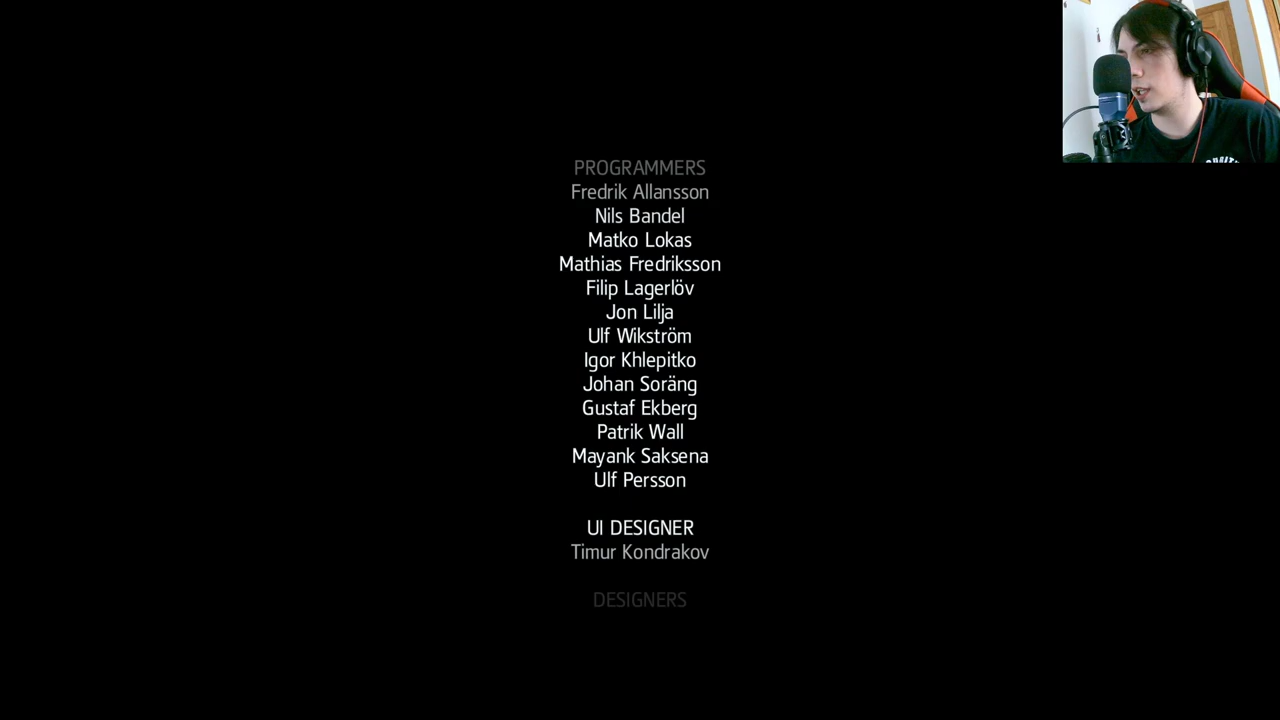 PROGRAMMERS
Fredrik Allansson
Nils Bandel
Matko Lokas
Mathias Fredriksson
Filip Lagerlöv
Jon Lilja
Ulf Wikström
Igor Khlepitko
Johan Soräng
Gustaf Ekberg
Patrik Wall
Mayank Saksena
Ulf Persson
UI DESIGNER
Timur Kondrakov
DESIGNERS